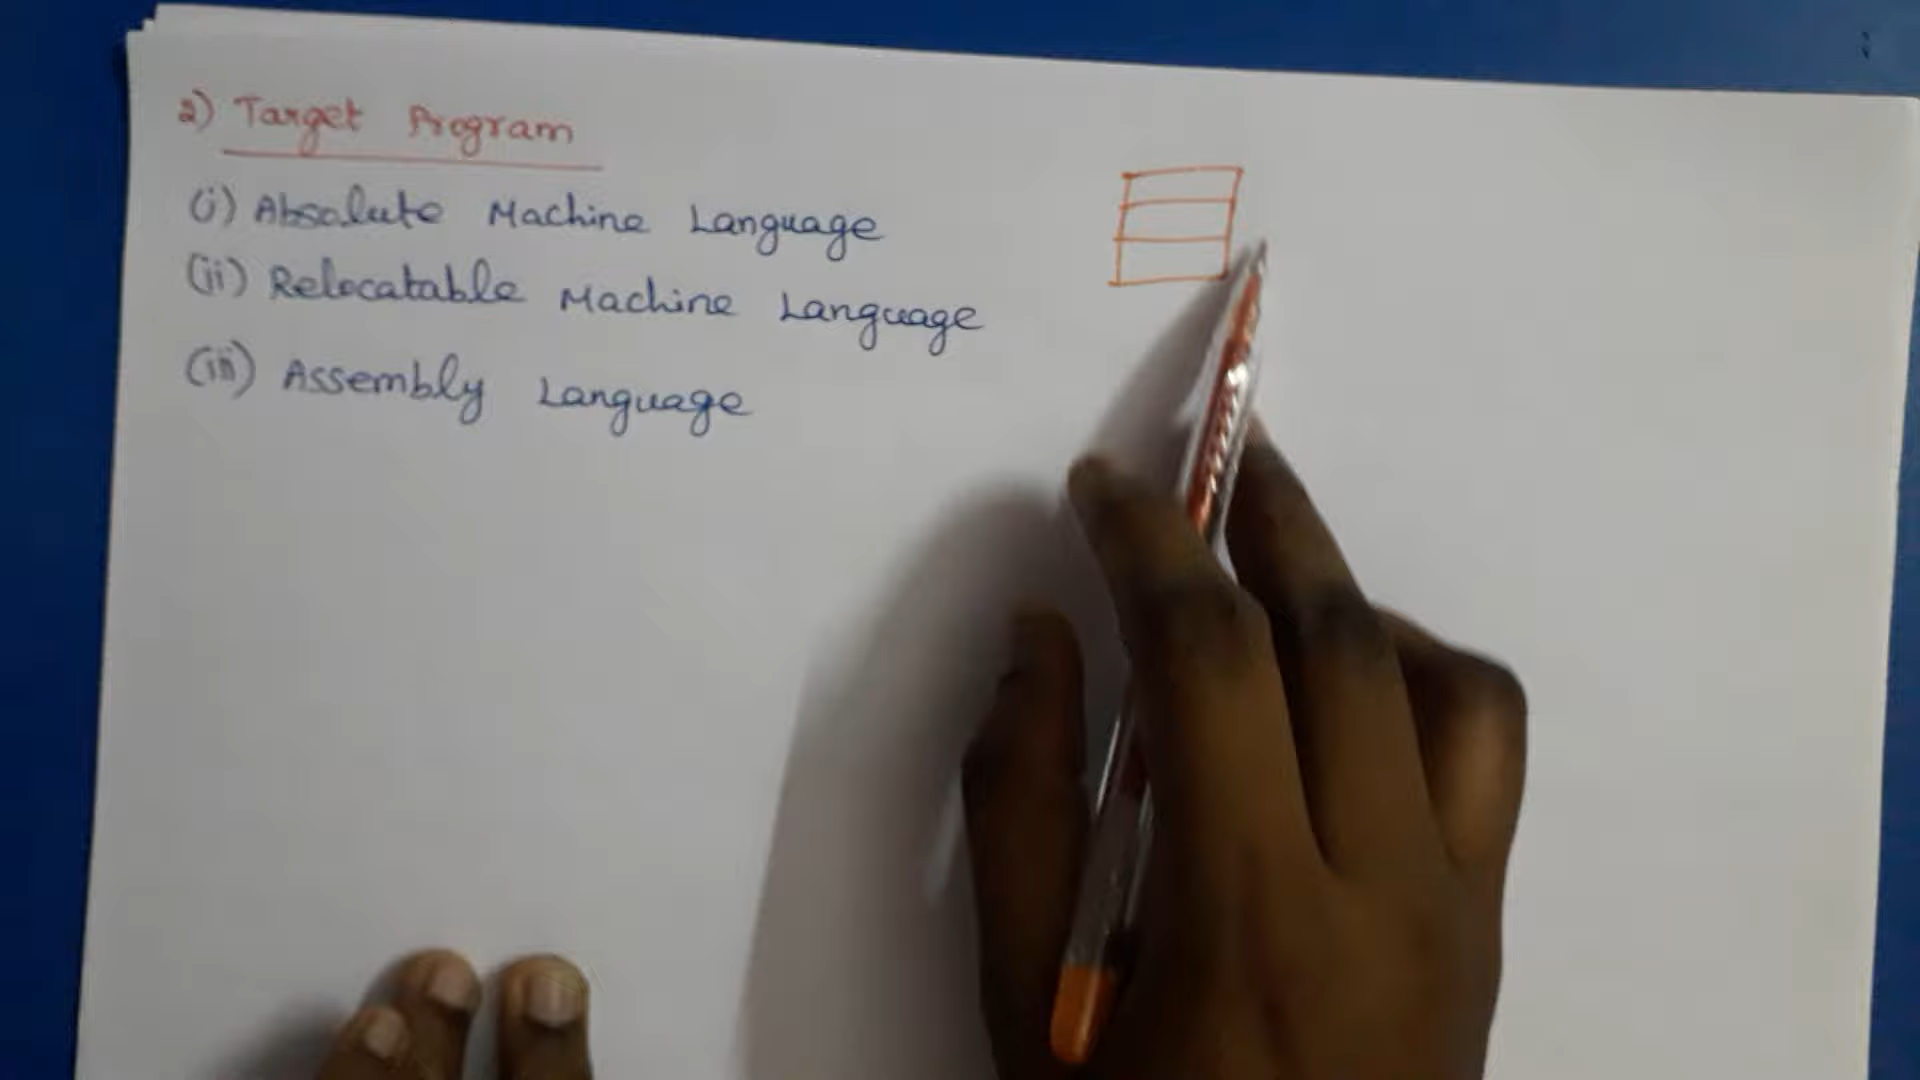 2) Target Program
(i) Absolute Machine Language
(ii) Relocatable Machine Language
(iii) Assembly Language